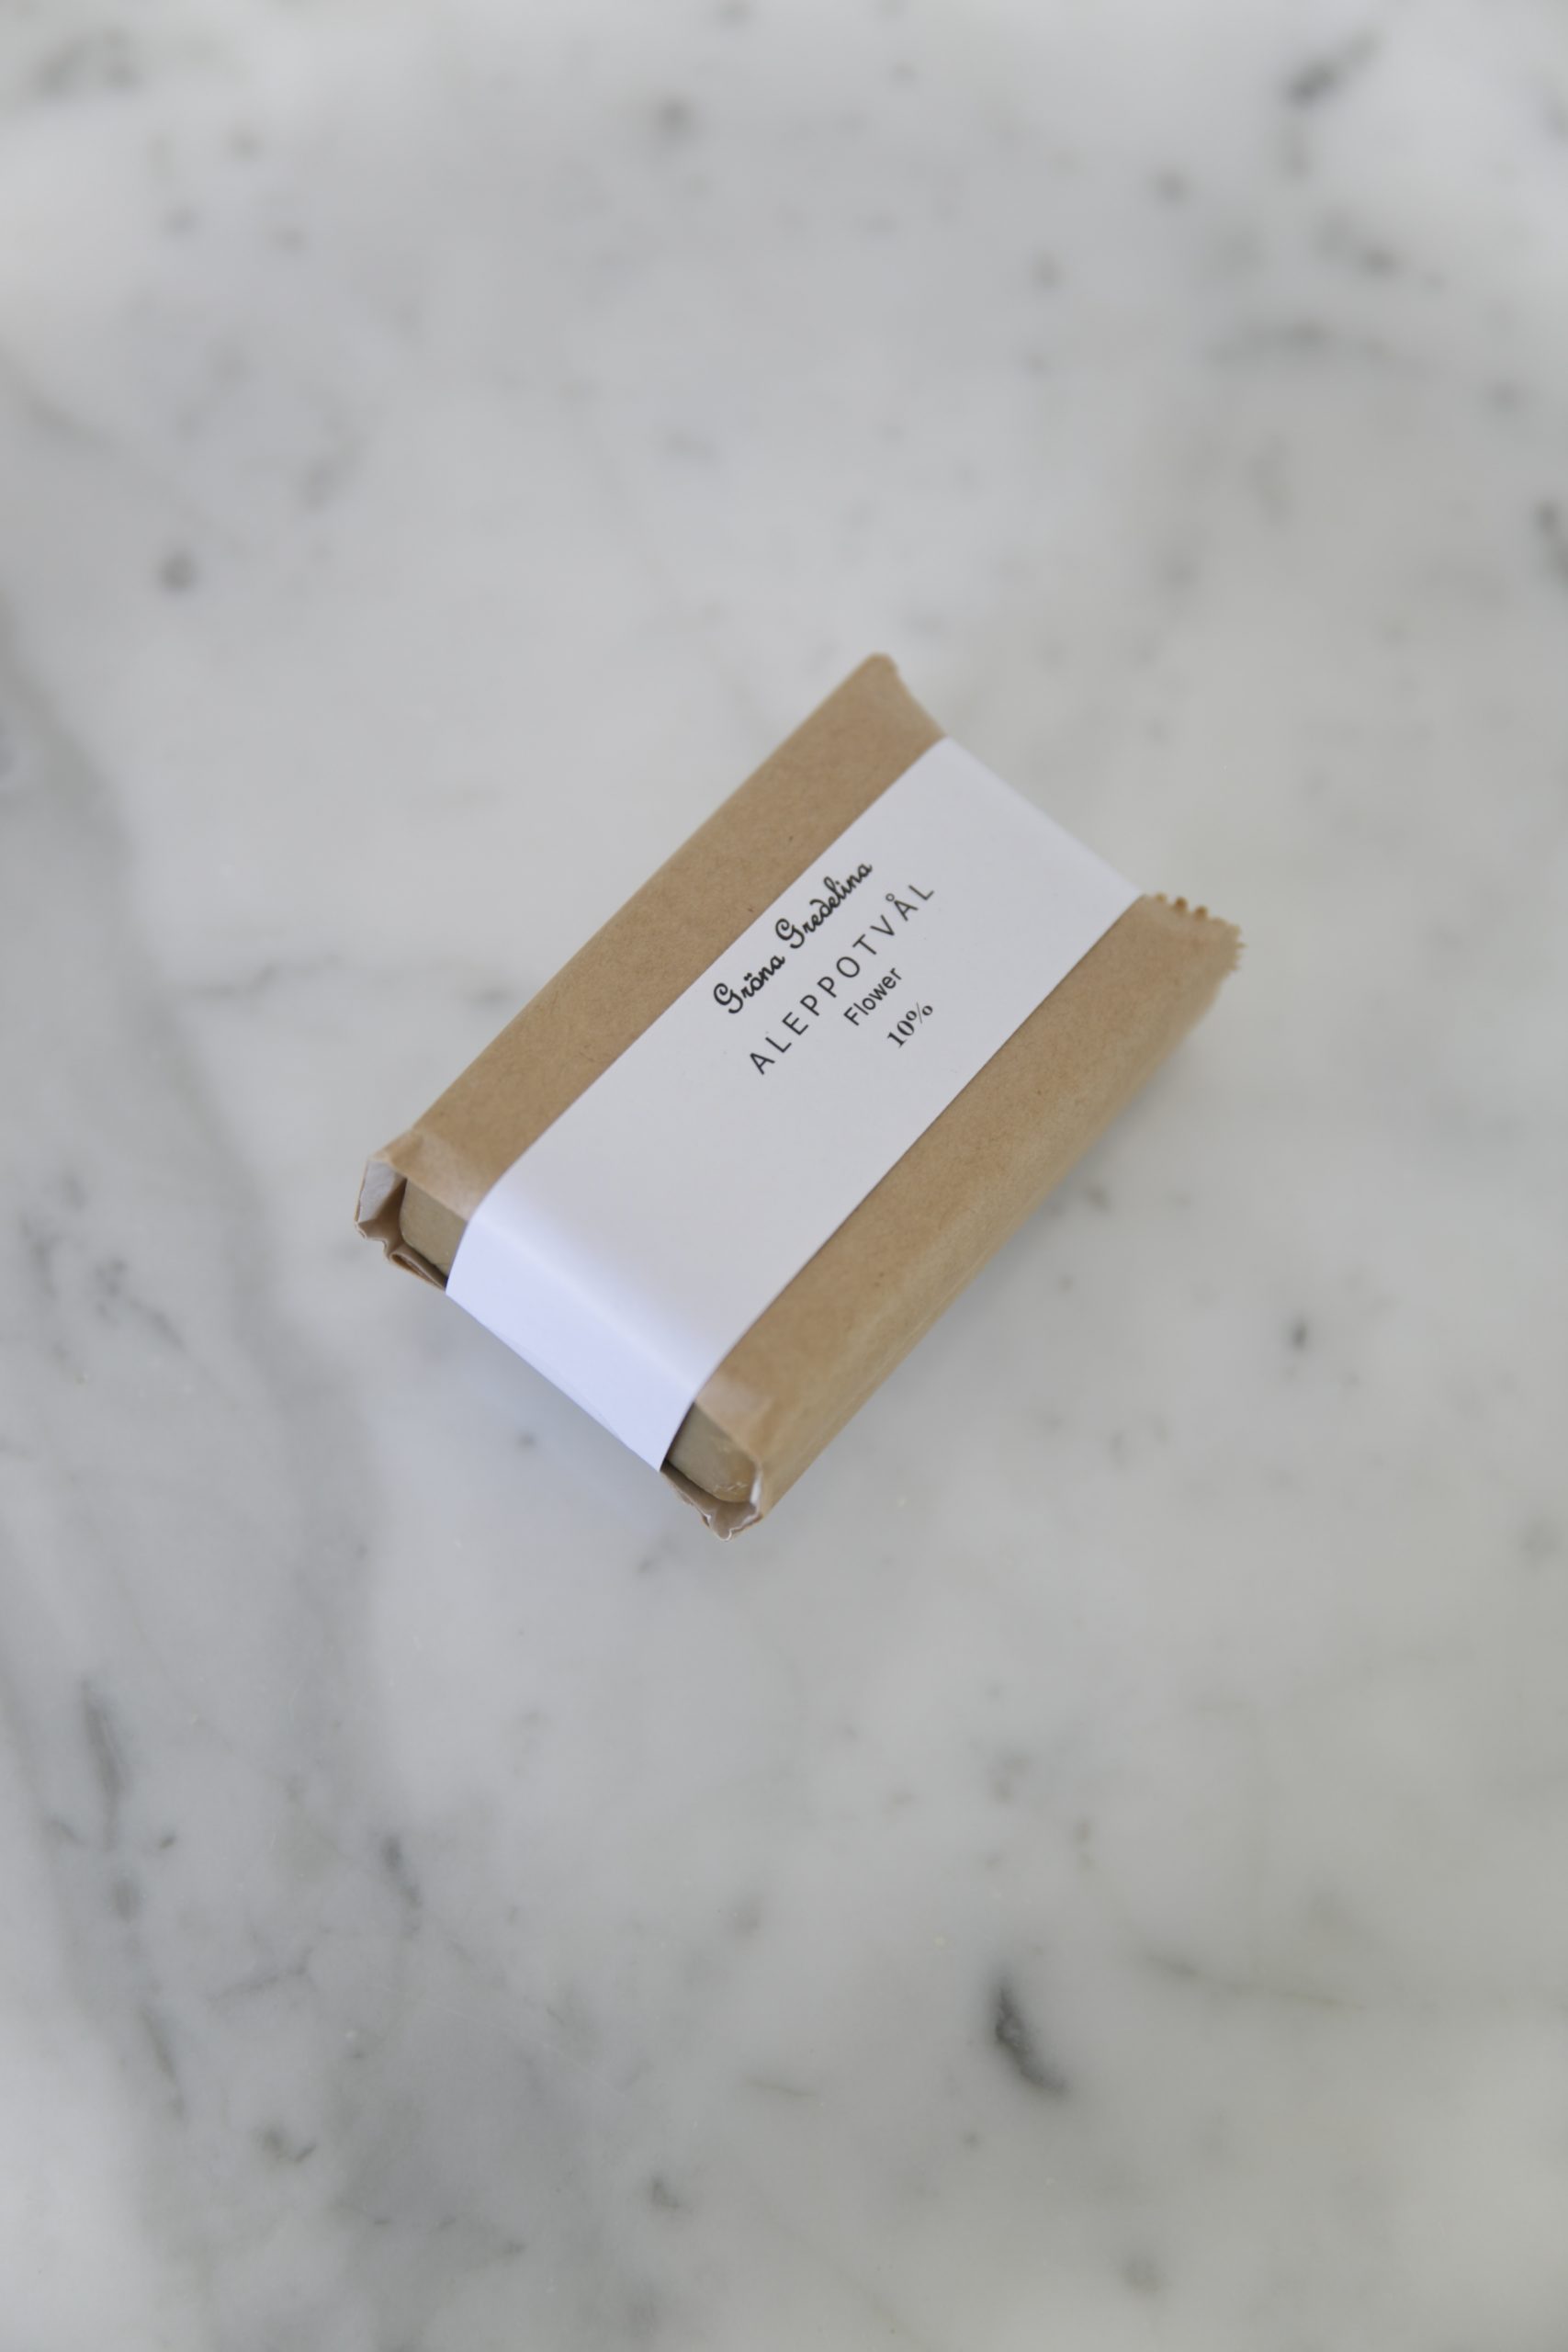 Gröna Gredelina
ALEPPOTVÅL
Flower
10%